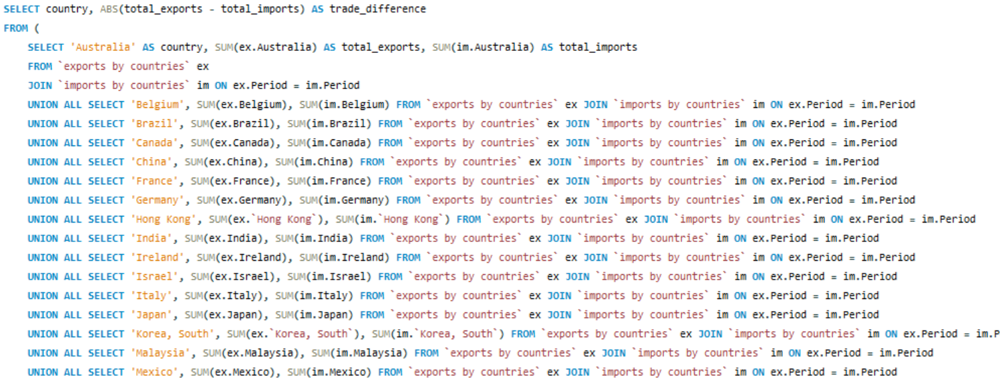 SELECT country, ABS(total_exports - total_imports) AS trade_difference
FROM (
    SELECT 'Australia' AS country, SUM(ex.Australia) AS total_exports, SUM(im.Australia) AS total_imports
    FROM `exports by countries` ex
    JOIN `imports by countries` im ON ex.Period = im.Period
    UNION ALL SELECT 'Belgium', SUM(ex.Belgium), SUM(im.Belgium) FROM `exports by countries` ex JOIN `imports by countries` im ON ex.Period = im.Period
    UNION ALL SELECT 'Brazil', SUM(ex.Brazil), SUM(im.Brazil) FROM `exports by countries` ex JOIN `imports by countries` im ON ex.Period = im.Period
    UNION ALL SELECT 'Canada', SUM(ex.Canada), SUM(im.Canada) FROM `exports by countries` ex JOIN `imports by countries` im ON ex.Period = im.Period
    UNION ALL SELECT 'China', SUM(ex.China), SUM(im.China) FROM `exports by countries` ex JOIN `imports by countries` im ON ex.Period = im.Period
    UNION ALL SELECT 'France', SUM(ex.France), SUM(im.France) FROM `exports by countries` ex JOIN `imports by countries` im ON ex.Period = im.Period
    UNION ALL SELECT 'Germany', SUM(ex.Germany), SUM(im.Germany) FROM `exports by countries` ex JOIN `imports by countries` im ON ex.Period = im.Period
    UNION ALL SELECT 'Hong Kong', SUM(ex.`Hong Kong`), SUM(im.`Hong Kong`) FROM `exports by countries` ex JOIN `imports by countries` im ON ex.Period = im.Period
    UNION ALL SELECT 'India', SUM(ex.India), SUM(im.India) FROM `exports by countries` ex JOIN `imports by countries` im ON ex.Period = im.Period
    UNION ALL SELECT 'Ireland', SUM(ex.Ireland), SUM(im.Ireland) FROM `exports by countries` ex JOIN `imports by countries` im ON ex.Period = im.Period
    UNION ALL SELECT 'Israel', SUM(ex.Israel), SUM(im.Israel) FROM `exports by countries` ex JOIN `imports by countries` im ON ex.Period = im.Period
    UNION ALL SELECT 'Italy', SUM(ex.Italy), SUM(im.Italy) FROM `exports by countries` ex JOIN `imports by countries` im ON ex.Period = im.Period
    UNION ALL SELECT 'Japan', SUM(ex.Japan), SUM(im.Japan) FROM `exports by countries` ex JOIN `imports by countries` im ON ex.Period = im.Period
    UNION ALL SELECT 'Korea, South', SUM(ex.`Korea, South`), SUM(im.`Korea, South`) FROM `exports by countries` ex JOIN `imports by countries` im ON ex.Period = im.P
    UNION ALL SELECT 'Malaysia', SUM(ex.Malaysia), SUM(im.Malaysia) FROM `exports by countries` ex JOIN `imports by countries` im ON ex.Period = im.Period
    UNION ALL SELECT 'Mexico', SUM(ex.Mexico), SUM(im.Mexico) FROM `exports by countries` ex JOIN `imports by countries` im ON ex.Period = im.Period